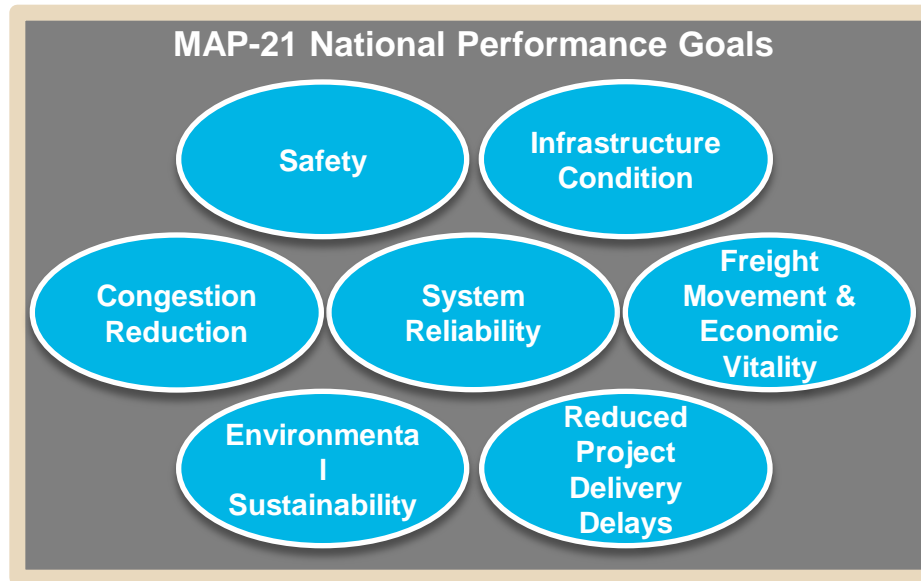 MAP-21 National Performance Goals
Safety
Infrastructure
Condition
Congestion
Reduction
System
Reliability
Freight
Movement &
Economic
Vitality
Environmenta
l
Sustainability
Reduced
Project
Delivery
Delays